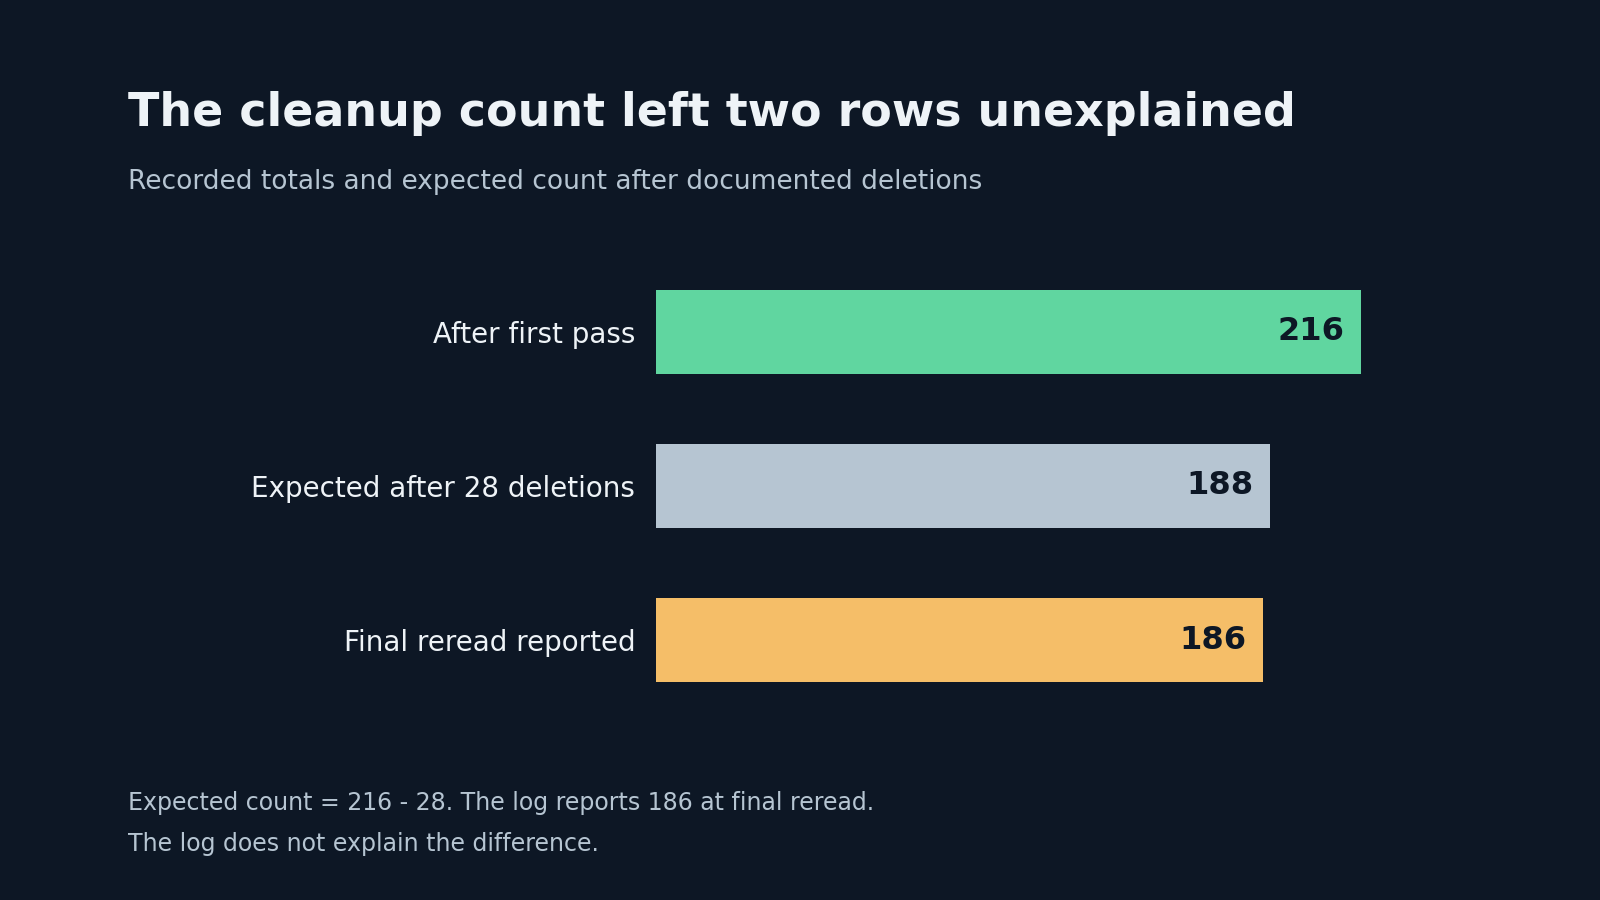 The cleanup count left two rows unexplained
Recorded totals and expected count after documented deletions
After first pass
216
Expected after 28 deletions
188
Final reread reported
186
Expected count = 216 - 28. The log reports 186 at final reread.
The log does not explain the difference.